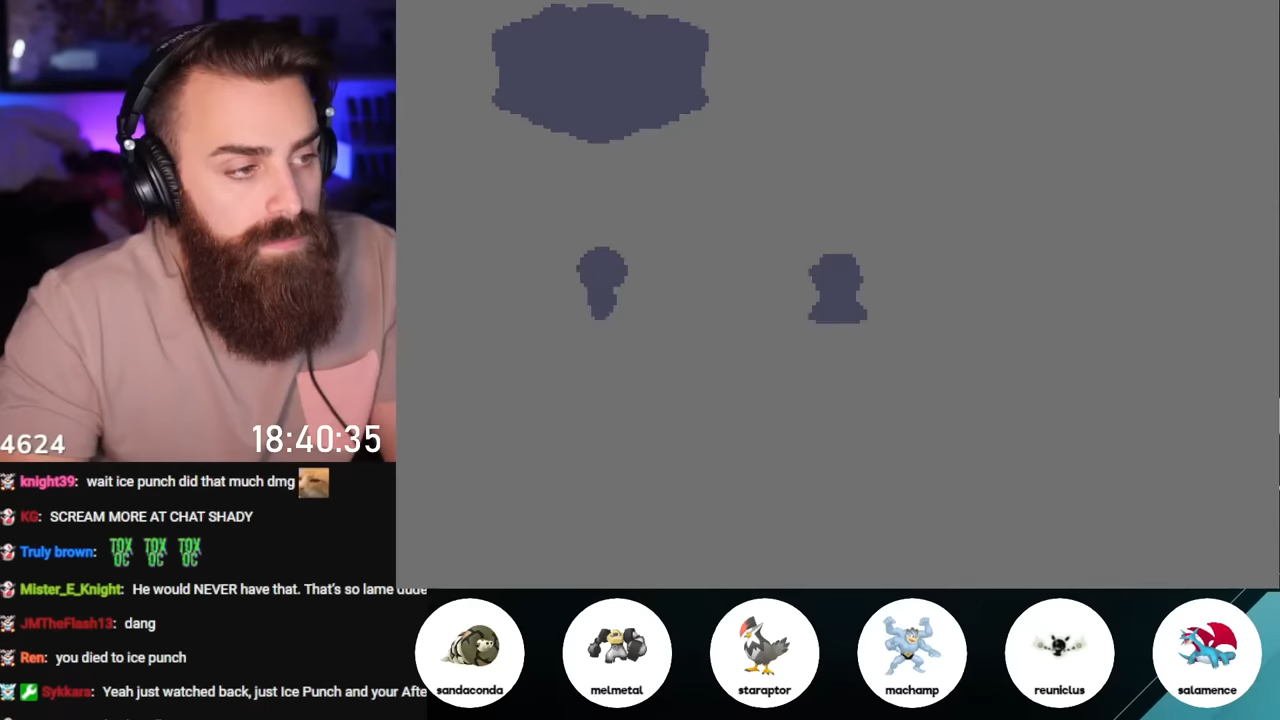 4624
18:40:35
knight39: wait ice punch did that much dmg
KG: SCREAM MORE AT CHAT SHADY
Truly brown: TOX OC TOX OC TOX OC
Mister_E_Knight: He would NEVER have that. That's so lame dude
JMTheFlash13: dang
Ren: you died to ice punch
Sykkara: Yeah just watched back, just Ice Punch and your Afte
sandaconda
melmetal
staraptor
machamp
reuniclus
salamence